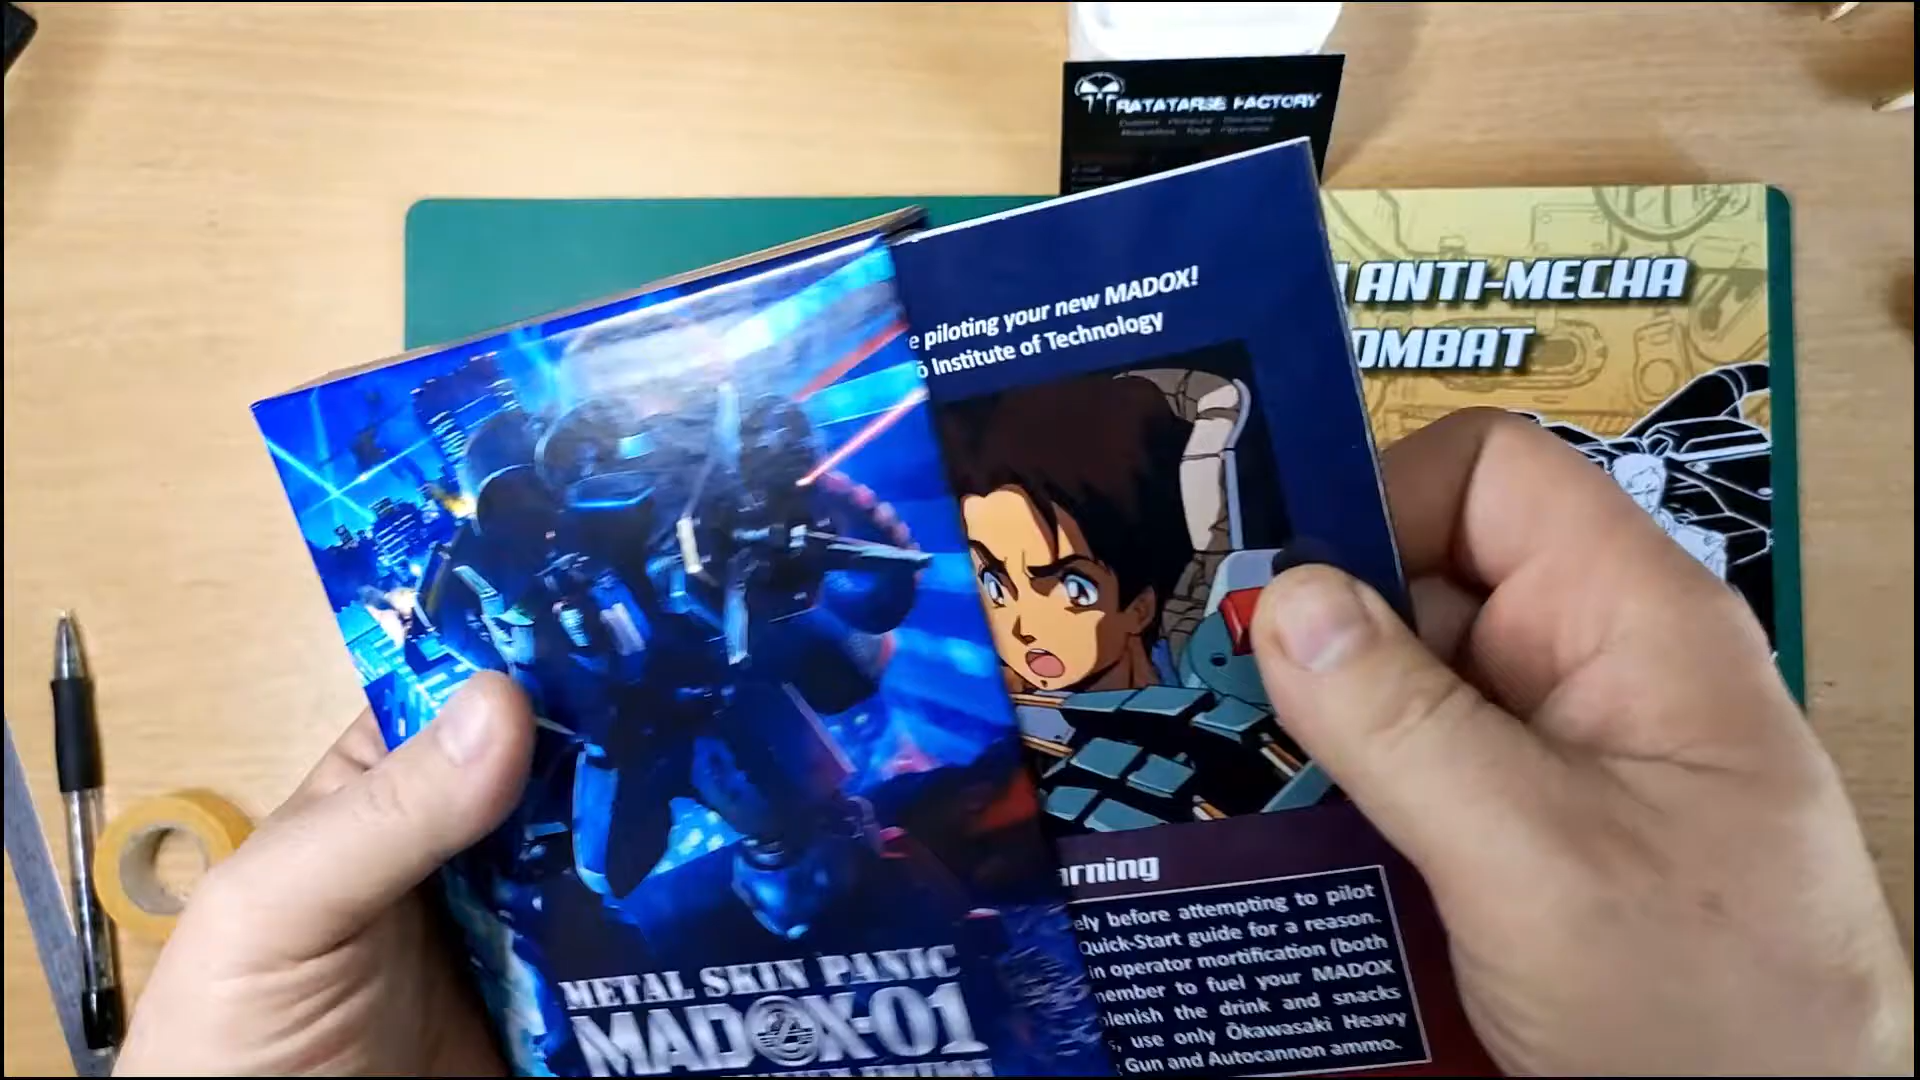 RATATARSE FACTORY
ANTI-MECHA
OMBAT
e piloting your new MADOX!
ō Institute of Technology
METAL SKIN PANIC
MADOX-01
arning
ely before attempting to pilot
Quick-Start guide for a reason.
in operator mortification (both
member to fuel your MADOX
plenish the drink and snacks
s, use only Ōkawasaki Heavy
Gun and Autocannon ammo.